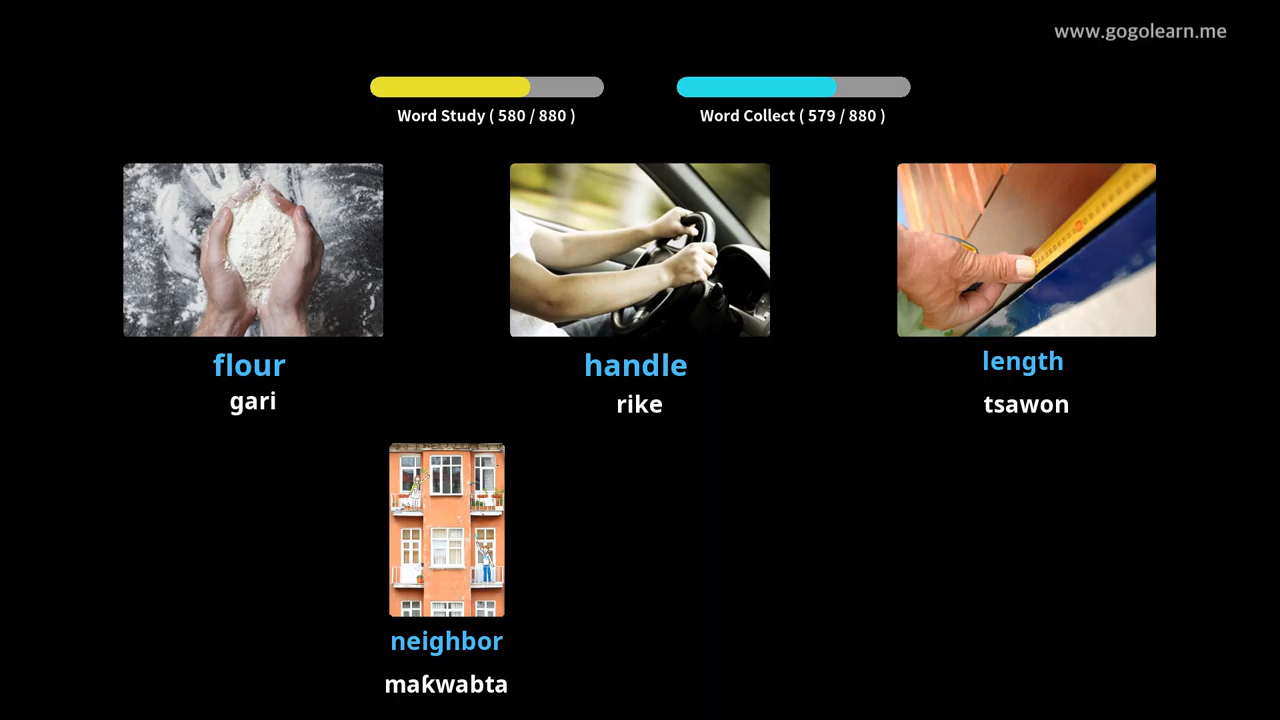 www.gogolearn.me
Word Study ( 580 / 880 )
Word Collect ( 579 / 880 )
flour
gari
handle
rike
length
tsawon
neighbor
maƙwabta